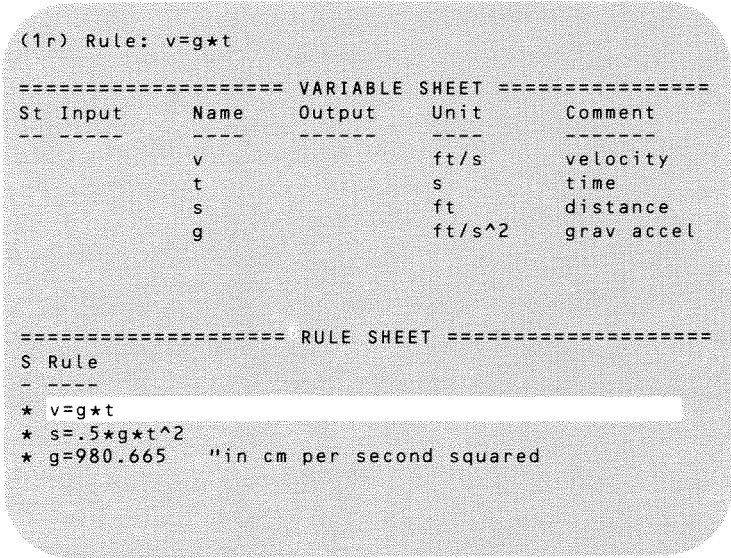 (1r) Rule: v=g*t
==================== VARIABLE SHEET ================
St Input Name Output Unit Comment
-- ----- ---- ------ ---- -------
v ft/s velocity
t s time
s ft distance
g ft/s^2 grav accel
==================== RULE SHEET ====================
S Rule
- ----
* v=g*t
* s=.5*g*t^2
* g=980.665 "in cm per second squared